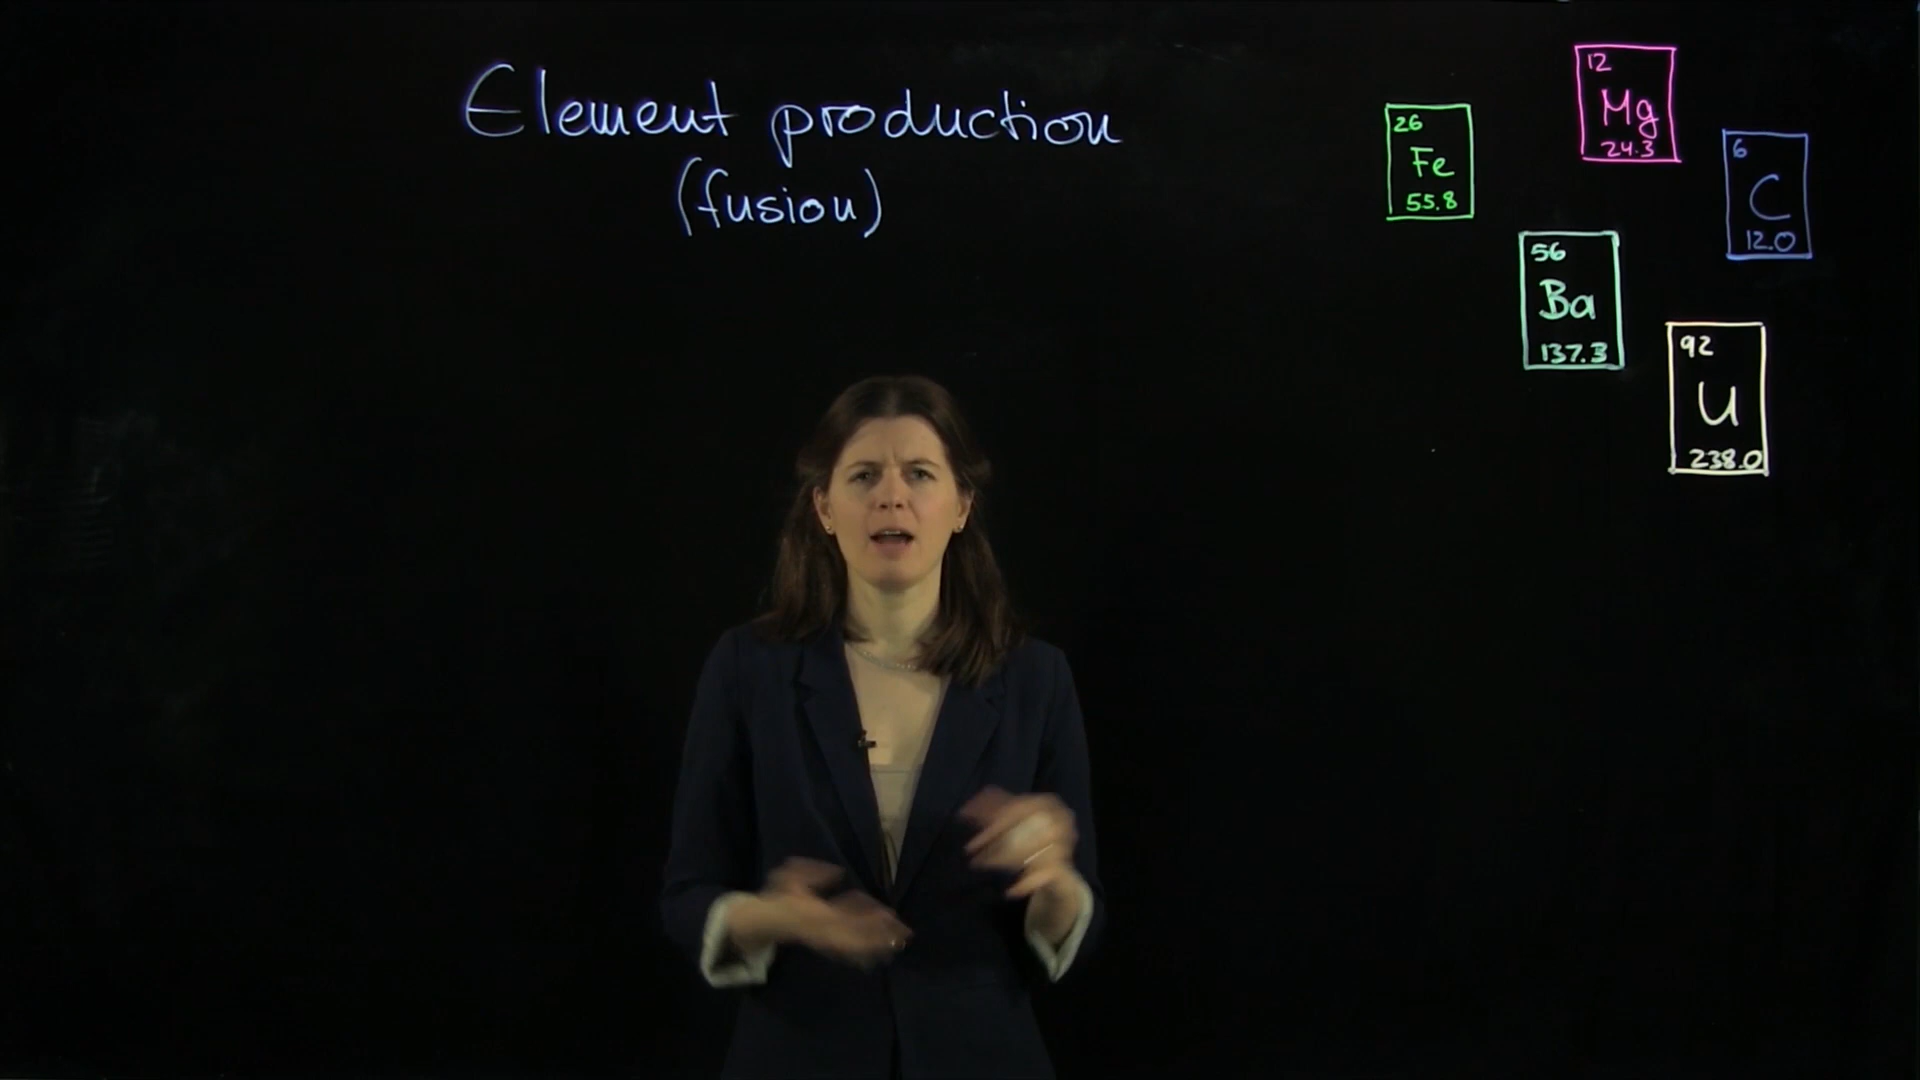 Element production
(fusion)
26
Fe
55.8
12
Mg
24.3
6
C
12.0
56
Ba
137.3
92
U
238.0